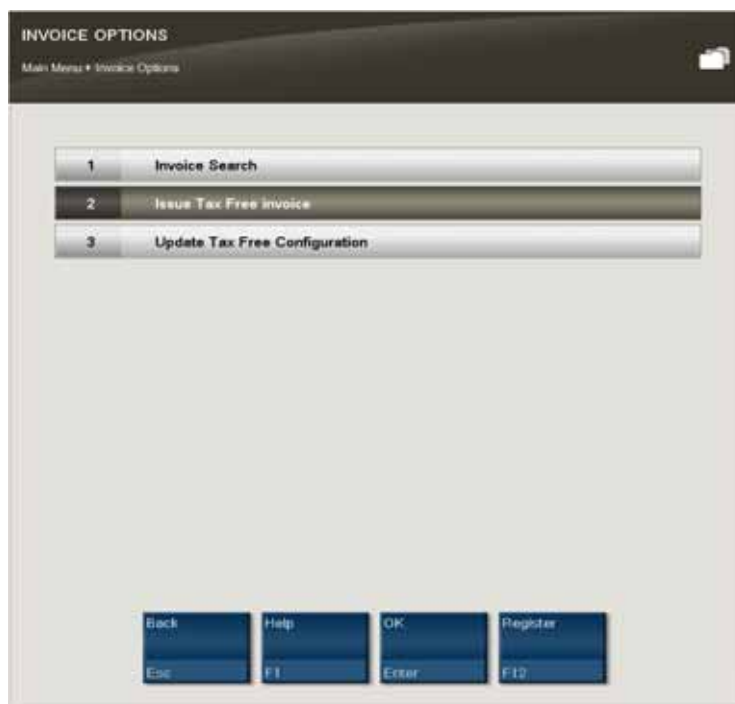 INVOICE OPTIONS
Main Menu ▸ Invoice Options
1 Invoice Search
2 Issue Tax Free invoice
3 Update Tax Free Configuration
Back Help OK Register
Esc F1 Enter F12